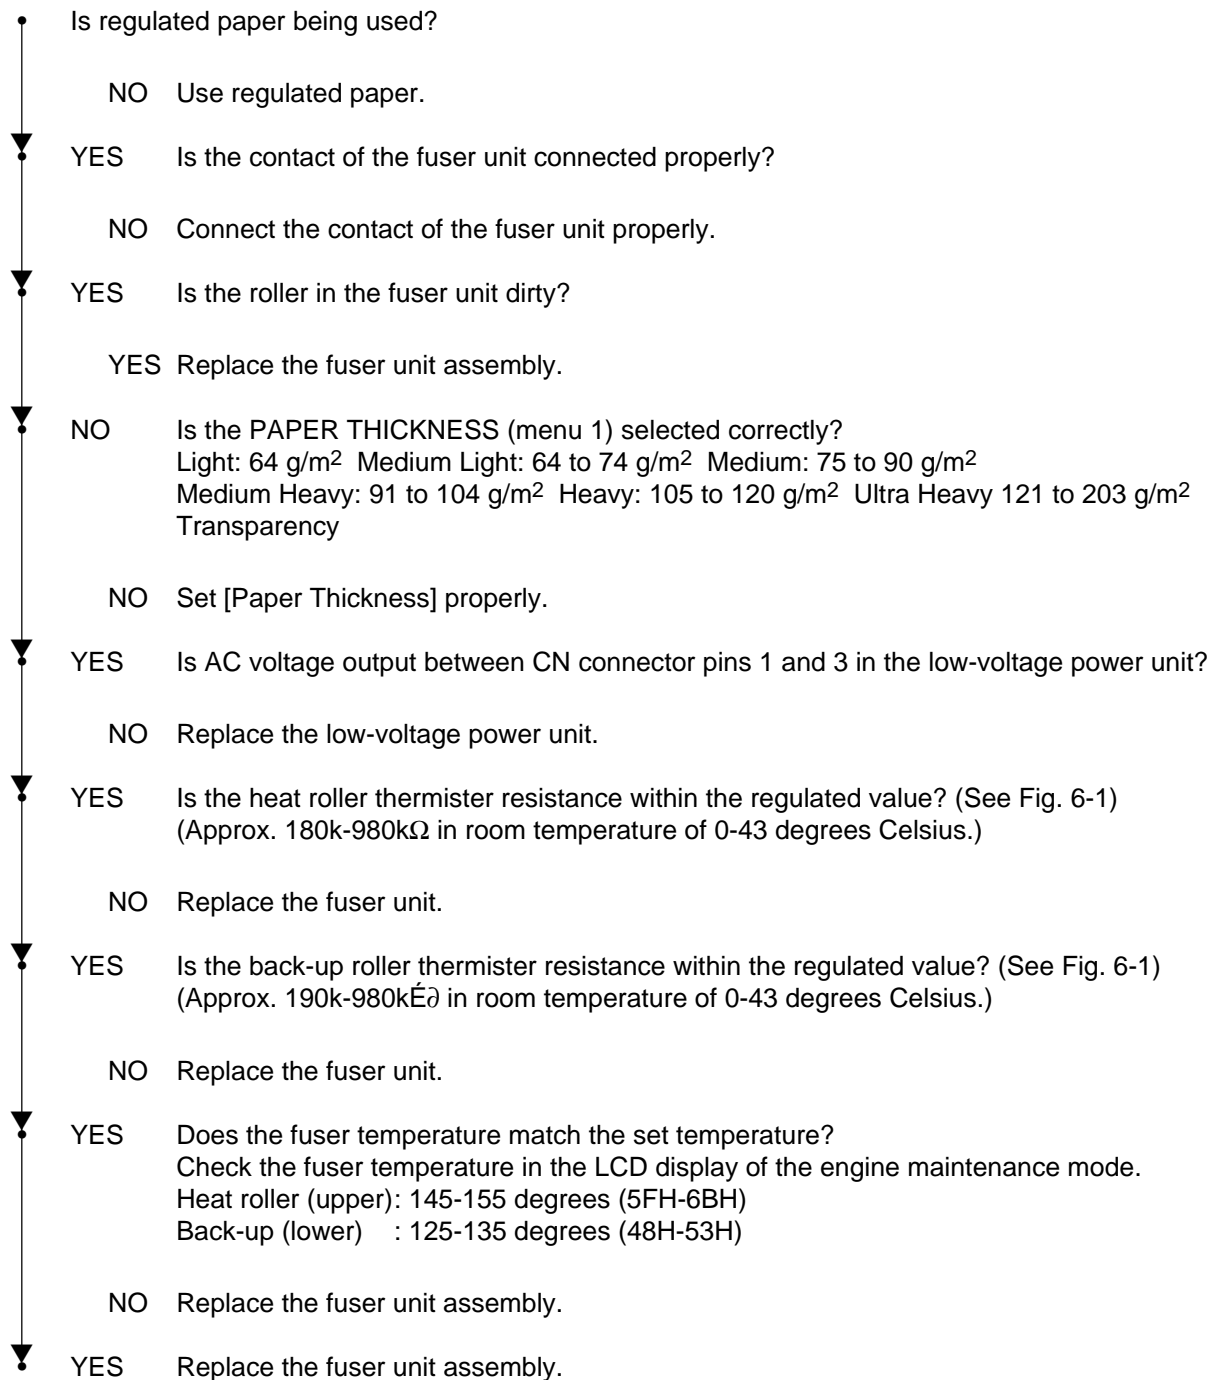 Is regulated paper being used?
NO Use regulated paper.
YES Is the contact of the fuser unit connected properly?
NO Connect the contact of the fuser unit properly.
YES Is the roller in the fuser unit dirty?
YES Replace the fuser unit assembly.
NO Is the PAPER THICKNESS (menu 1) selected correctly?
Light: 64 g/m2 Medium Light: 64 to 74 g/m2 Medium: 75 to 90 g/m2
Medium Heavy: 91 to 104 g/m2 Heavy: 105 to 120 g/m2 Ultra Heavy 121 to 203 g/m2
Transparency
NO Set [Paper Thickness] properly.
YES Is AC voltage output between CN connector pins 1 and 3 in the low-voltage power unit?
NO Replace the low-voltage power unit.
YES Is the heat roller thermister resistance within the regulated value? (See Fig. 6-1)
(Approx. 180k-980kΩ in room temperature of 0-43 degrees Celsius.)
NO Replace the fuser unit.
YES Is the back-up roller thermister resistance within the regulated value? (See Fig. 6-1)
(Approx. 190k-980kÉ∂ in room temperature of 0-43 degrees Celsius.)
NO Replace the fuser unit.
YES Does the fuser temperature match the set temperature?
Check the fuser temperature in the LCD display of the engine maintenance mode.
Heat roller (upper): 145-155 degrees (5FH-6BH)
Back-up (lower) : 125-135 degrees (48H-53H)
NO Replace the fuser unit assembly.
YES Replace the fuser unit assembly.